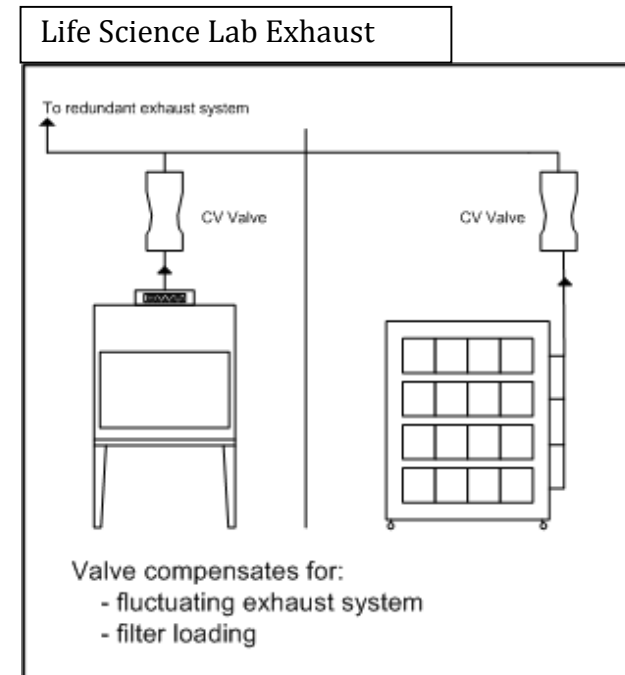 Life Science Lab Exhaust
To redundant exhaust system
CV Valve
CV Valve
Valve compensates for:
- fluctuating exhaust system
- filter loading